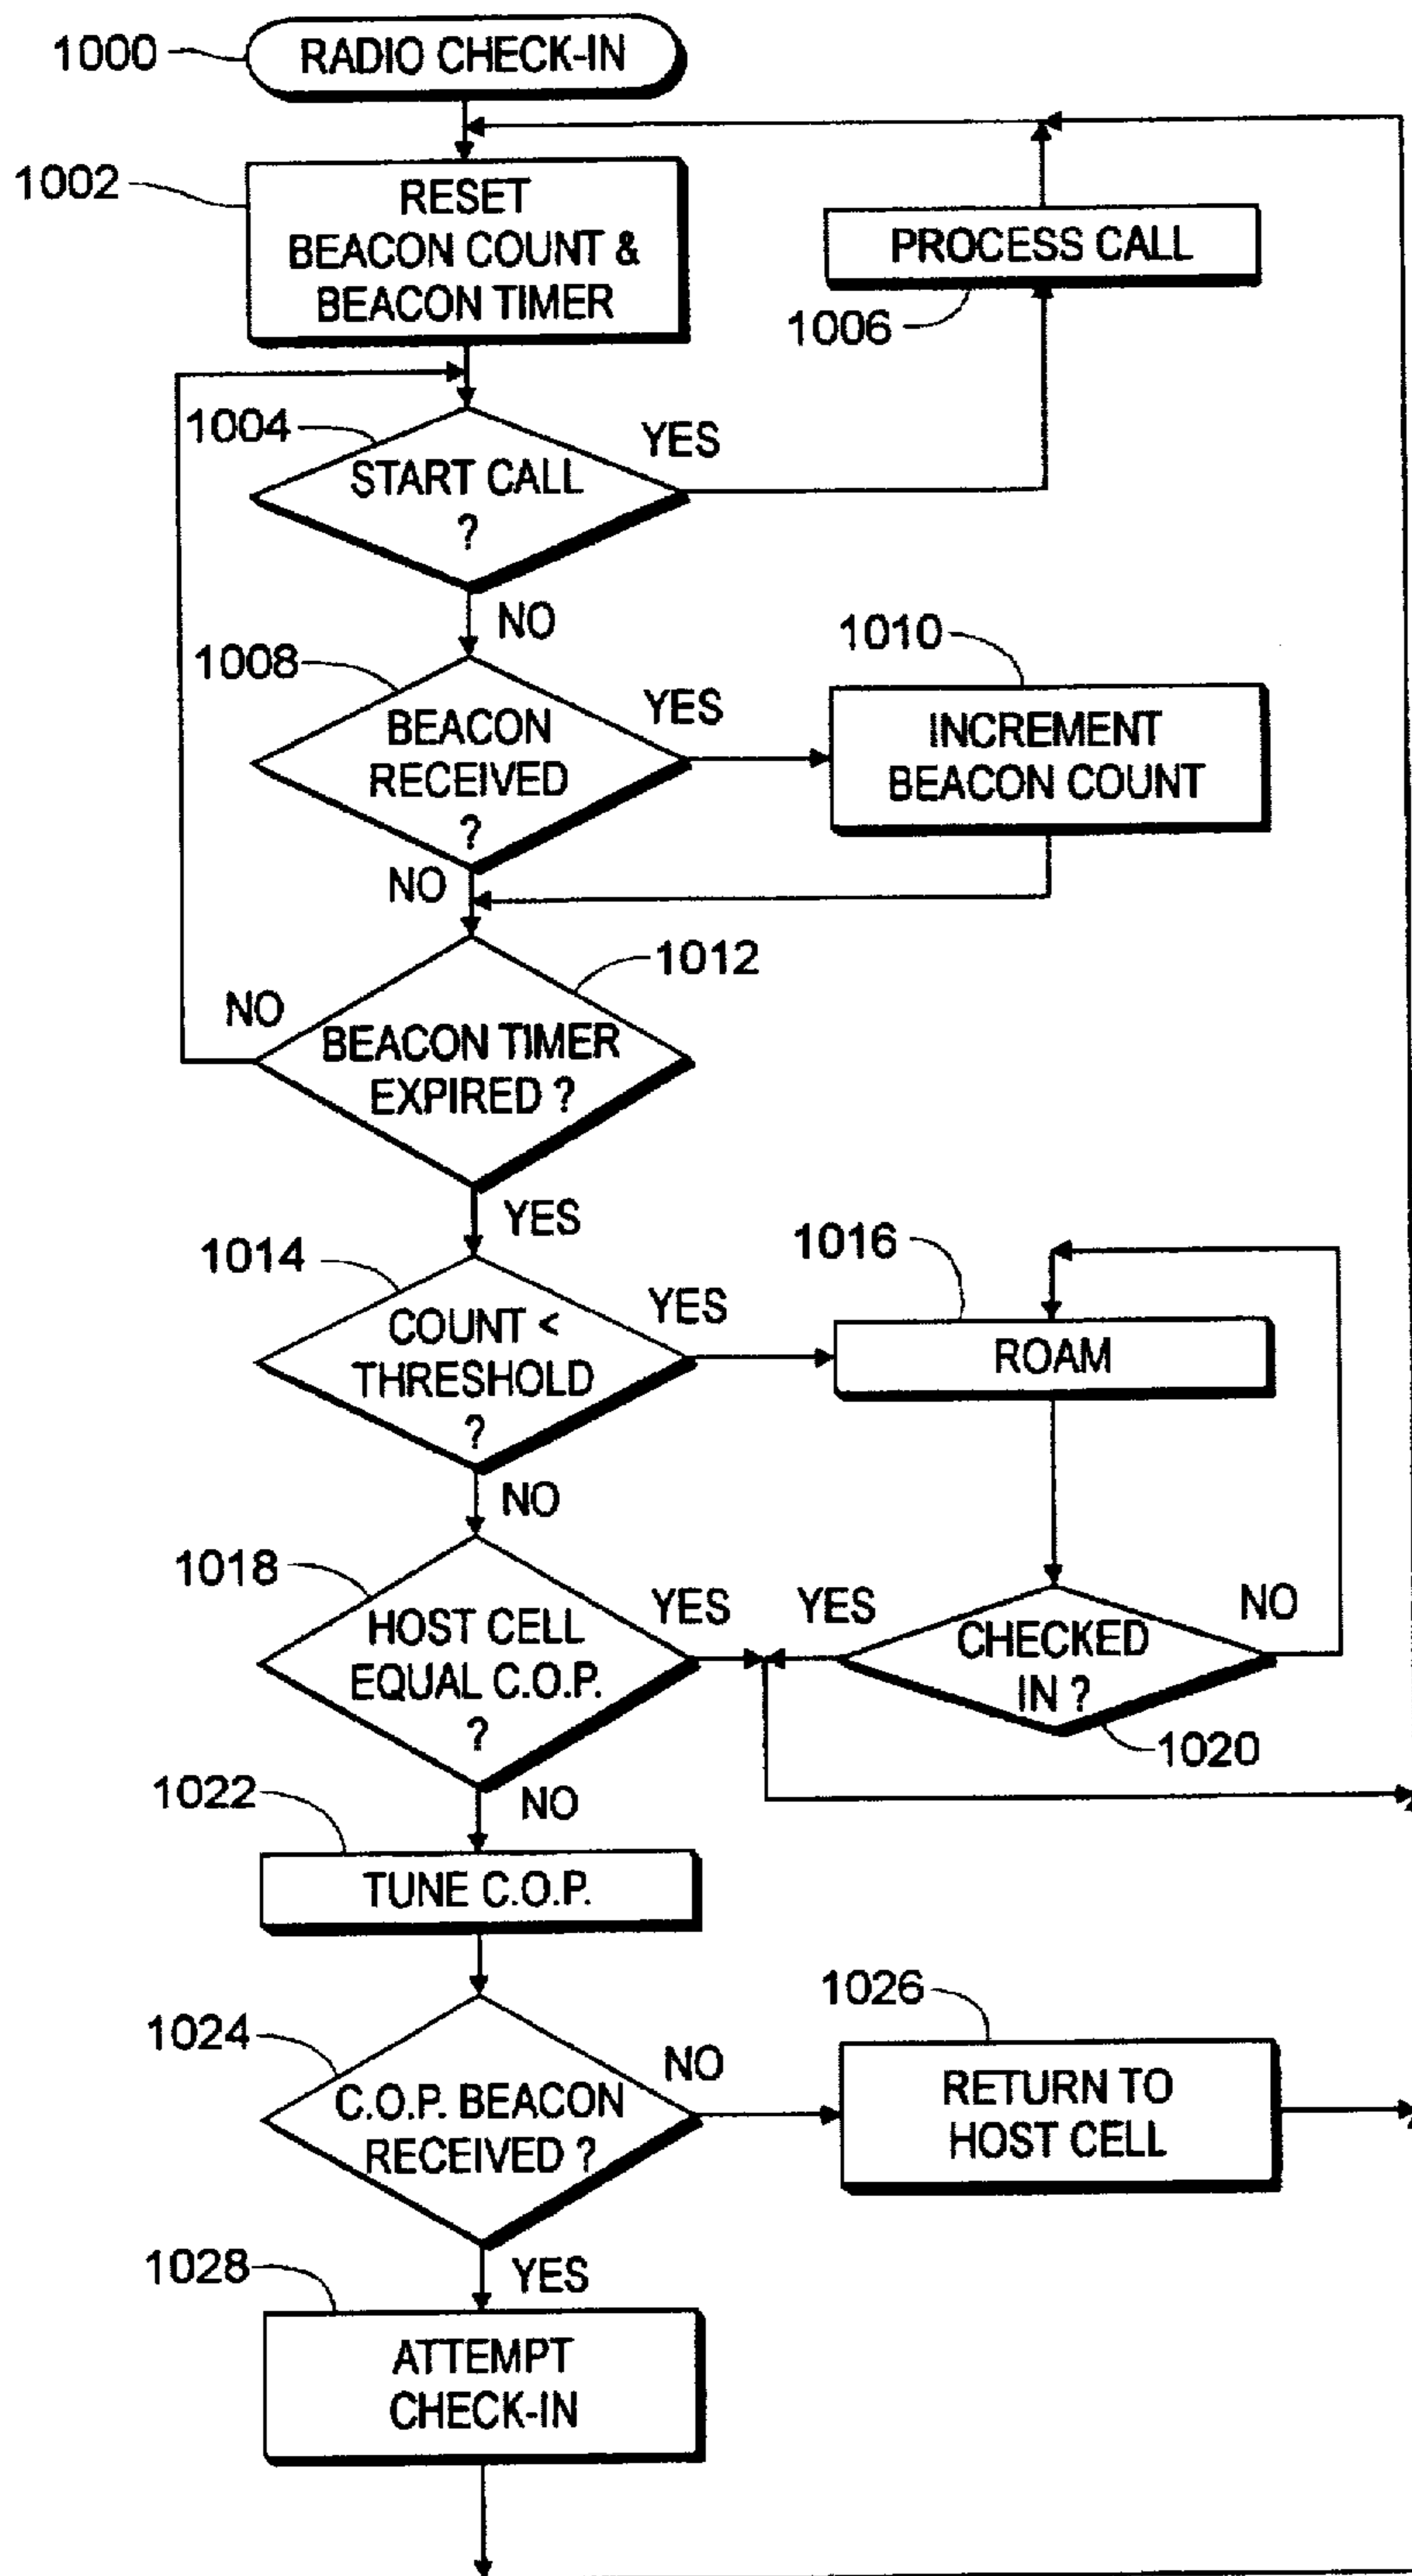 1000
RADIO CHECK-IN
1002
RESET
BEACON COUNT &
BEACON TIMER
PROCESS CALL
1006
1004
START CALL
?
YES
NO
1008
BEACON
RECEIVED
?
YES
NO
1010
INCREMENT
BEACON COUNT
1012
BEACON TIMER
EXPIRED ?
NO
YES
1014
COUNT <
THRESHOLD
?
YES
NO
1016
ROAM
1018
HOST CELL
EQUAL C.O.P.
?
YES
NO
YES
CHECKED
IN ?
NO
1020
1022
TUNE C.O.P.
1024
C.O.P. BEACON
RECEIVED ?
NO
YES
1026
RETURN TO
HOST CELL
1028
ATTEMPT
CHECK-IN